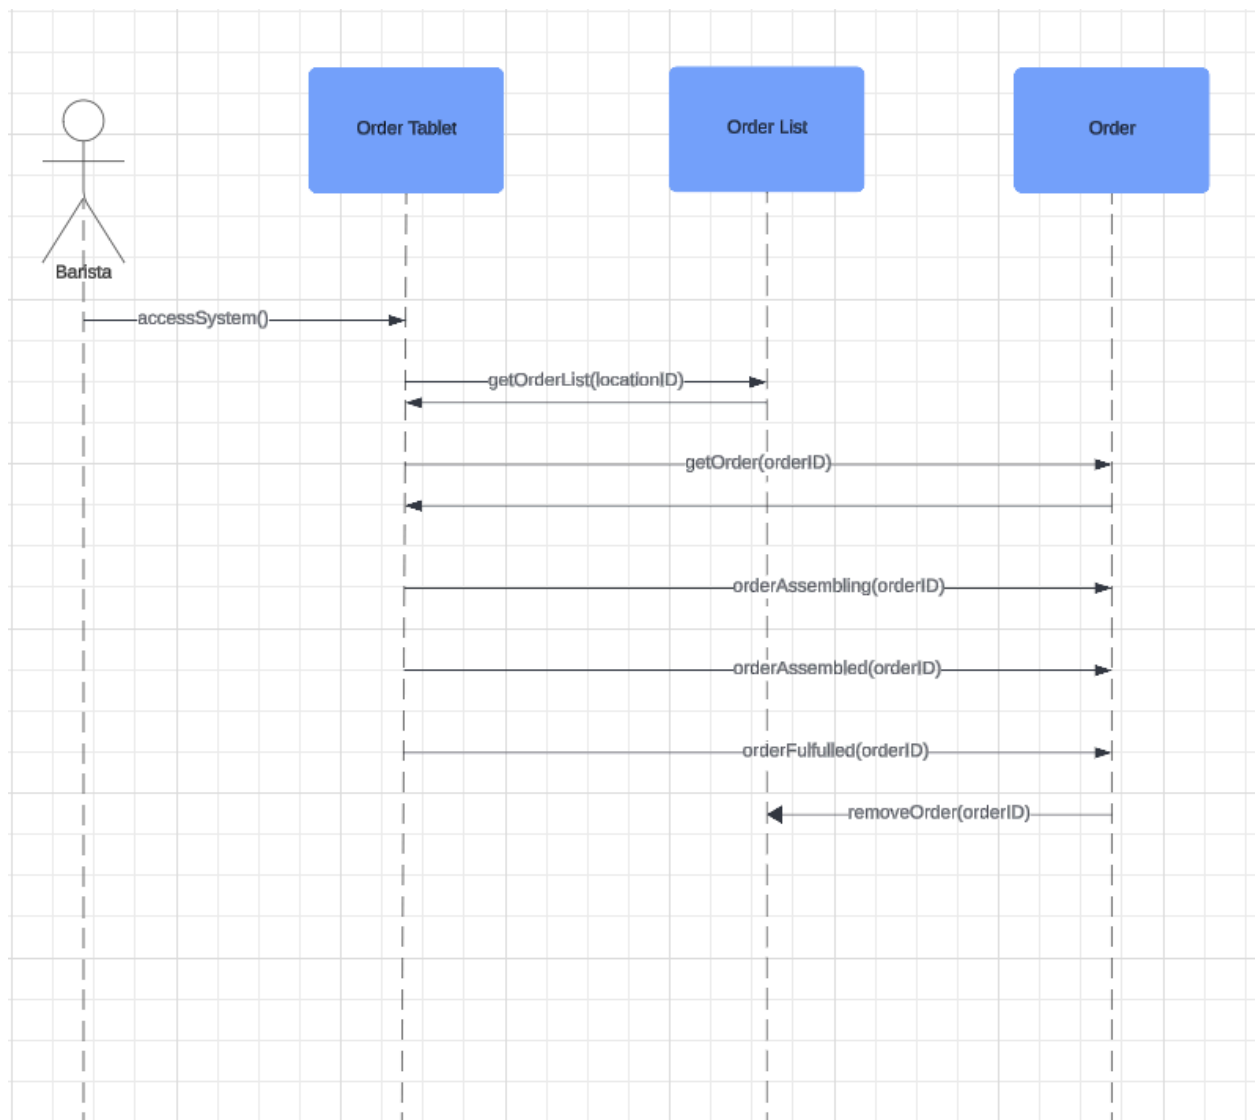 Order Tablet
Order List
Order
Barista
accessSystem()
getOrderList(locationID)
getOrder(orderID)
orderAssembling(orderID)
orderAssembled(orderID)
orderFulfulled(orderID)
removeOrder(orderID)